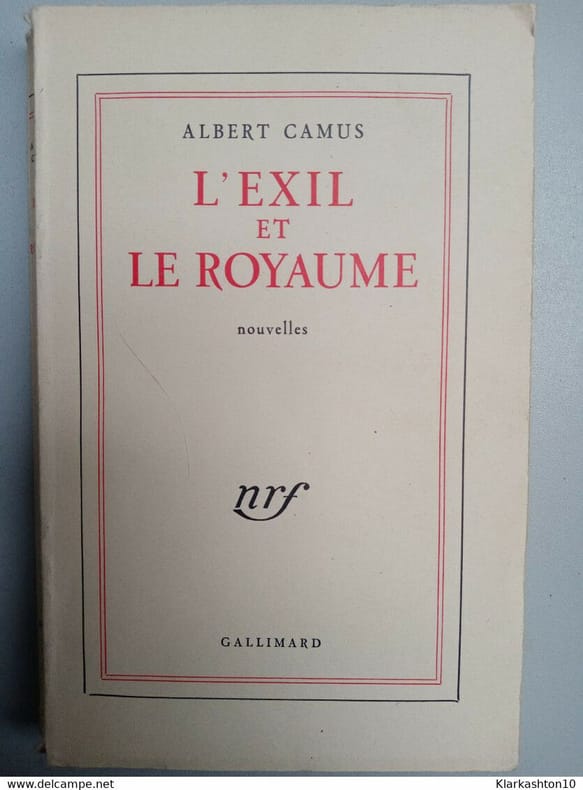 ALBERT CAMUS
L'EXIL
ET
LE ROYAUME
nouvelles
nrf
GALLIMARD
www.delcampe.net
Klarkashton10